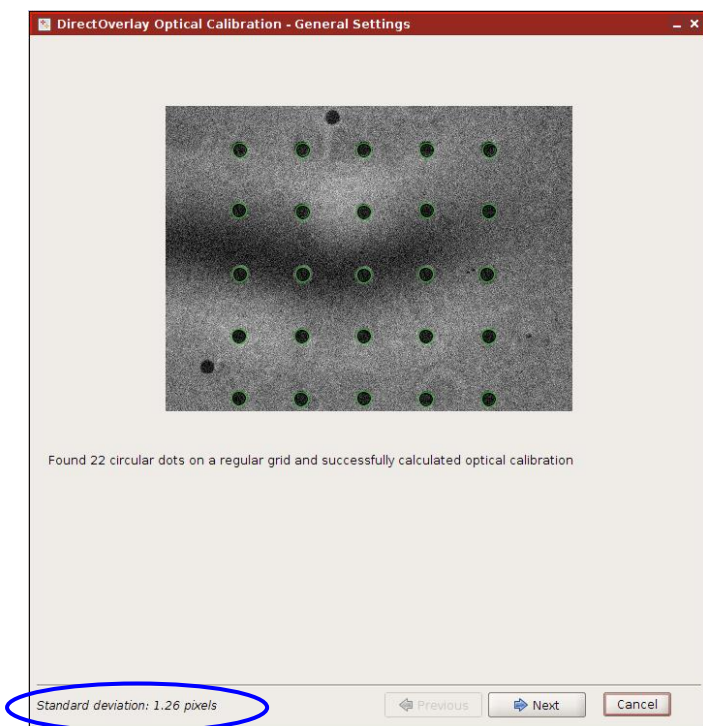 DirectOverlay Optical Calibration - General Settings
Found 22 circular dots on a regular grid and successfully calculated optical calibration
Standard deviation: 1.26 pixels
Previous
Next
Cancel